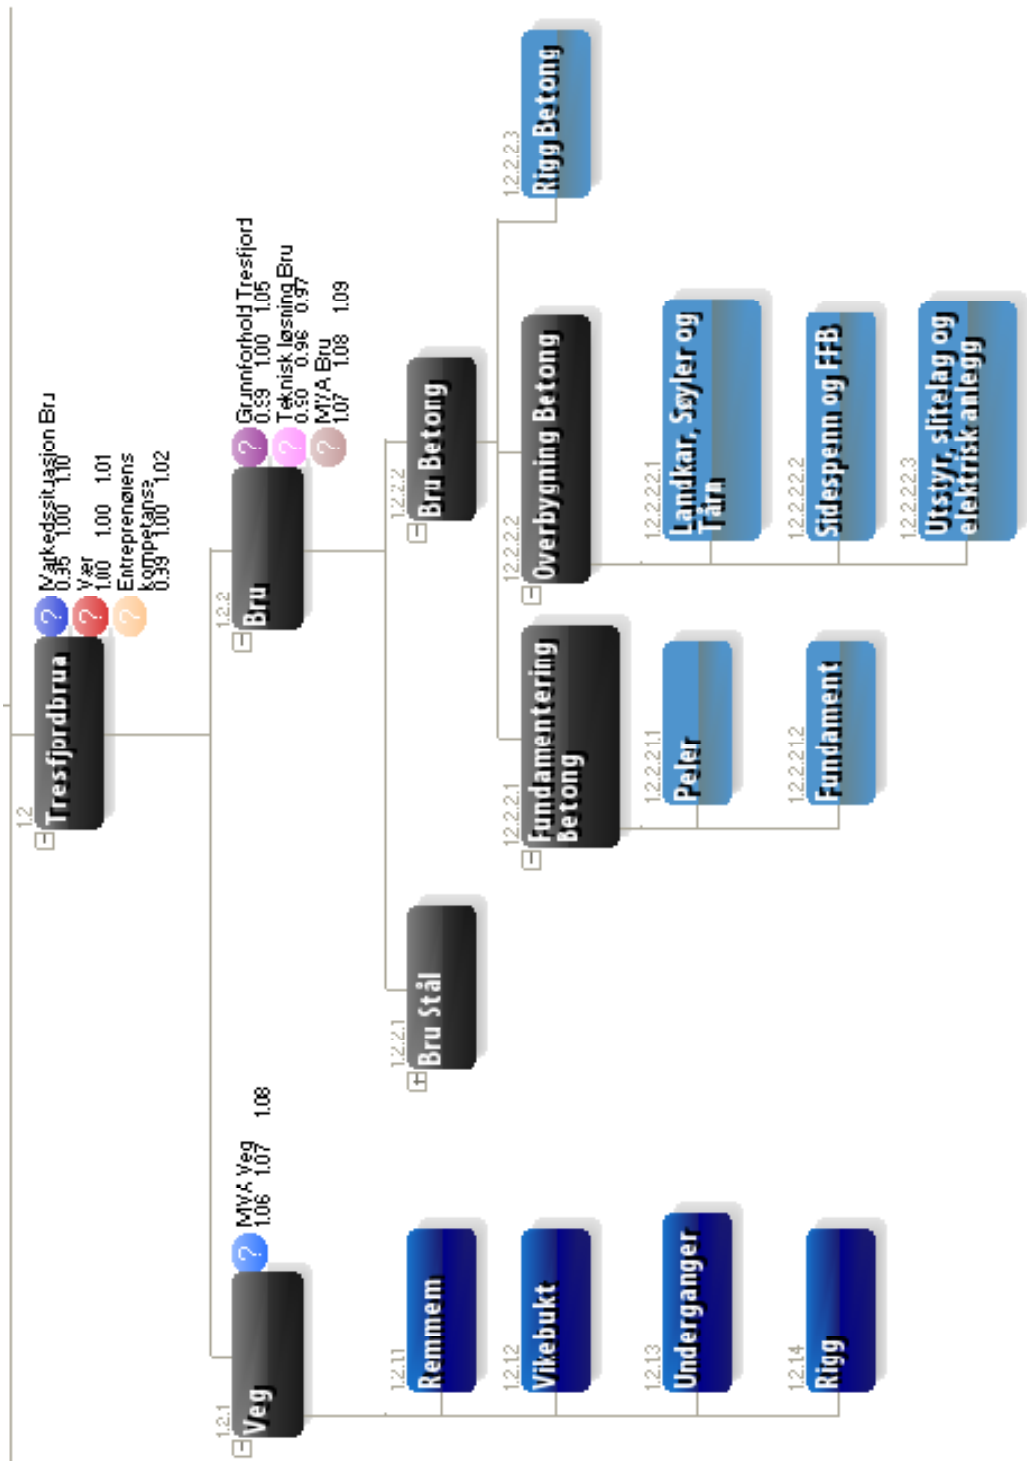 1.2
Tresfjordbrua
Markedssituasjon Bru
0.95 1.00 1.10
Vær
1.00 1.00 1.01
Entreprenørens
kompetanse
0.99 1.00 1.02
1.2.1
Veg
MVA Veg
1.06 1.07 1.08
1.2.2
Bru
Grunnforhold Tresfjord
0.99 1.00 1.05
Teknisk løsning Bru
0.90 0.96 0.97
MVA Bru
1.07 1.08 1.09
1.2.1.1
Remmem
1.2.1.2
Vikebukt
1.2.1.3
Underganger
1.2.1.4
Rigg
1.2.2.1
Bru Stål
1.2.2.2
Bru Betong
1.2.2.2.1
Fundamentering
Betong
1.2.2.2.1.1
Peler
1.2.2.2.1.2
Fundament
1.2.2.2.2
Overbygning Betong
1.2.2.2.2.1
Landkar, Søyler og
Tårn
1.2.2.2.2.2
Sidespenn og FFB
1.2.2.2.2.3
Utstyr, slitelag og
elektrisk anlegg
1.2.2.2.3
Rigg Betong